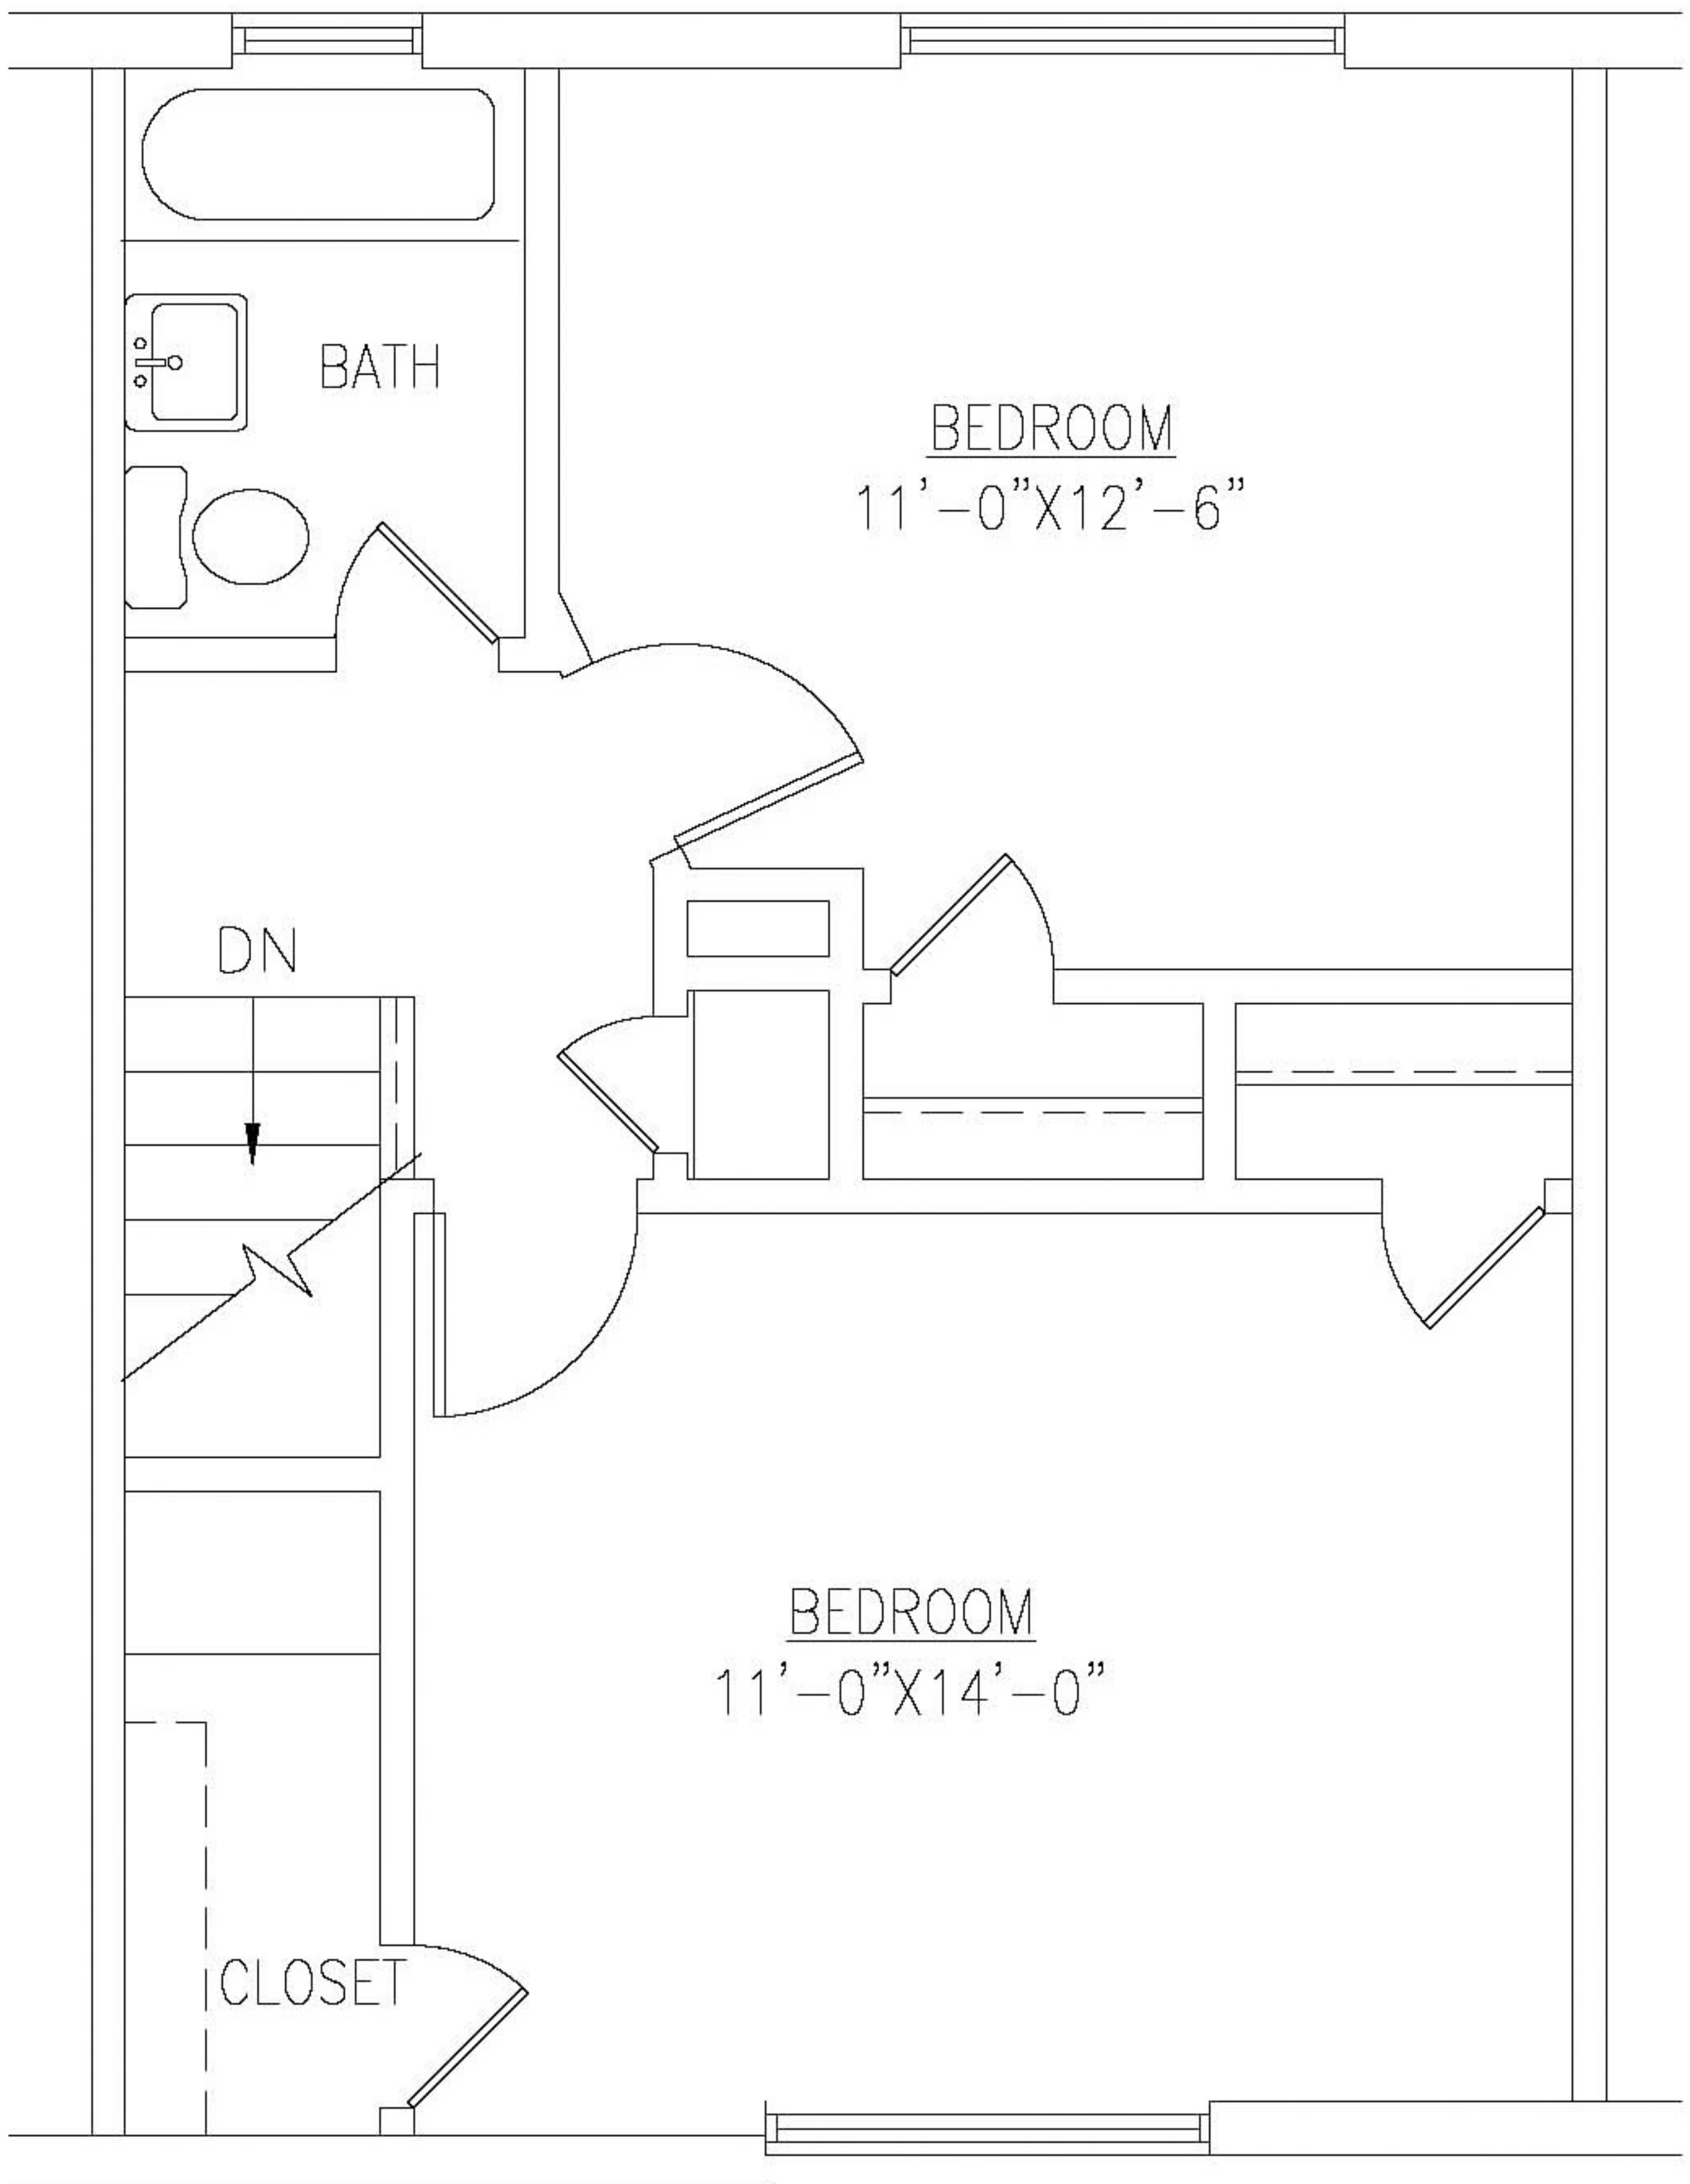 BATH
BEDROOM
11'-0"X12'-6"
DN
BEDROOM
11'-0"X14'-0"
CLOSET